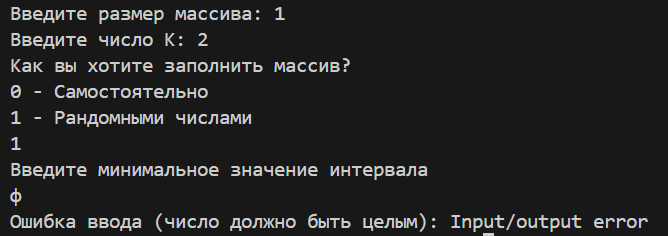 Введите размер массива: 1
Введите число K: 2
Как вы хотите заполнить массив?
0 - Самостоятельно
1 - Рандомными числами
1
Введите минимальное значение интервала
ф
Ошибка ввода (число должно быть целым): Input/output error